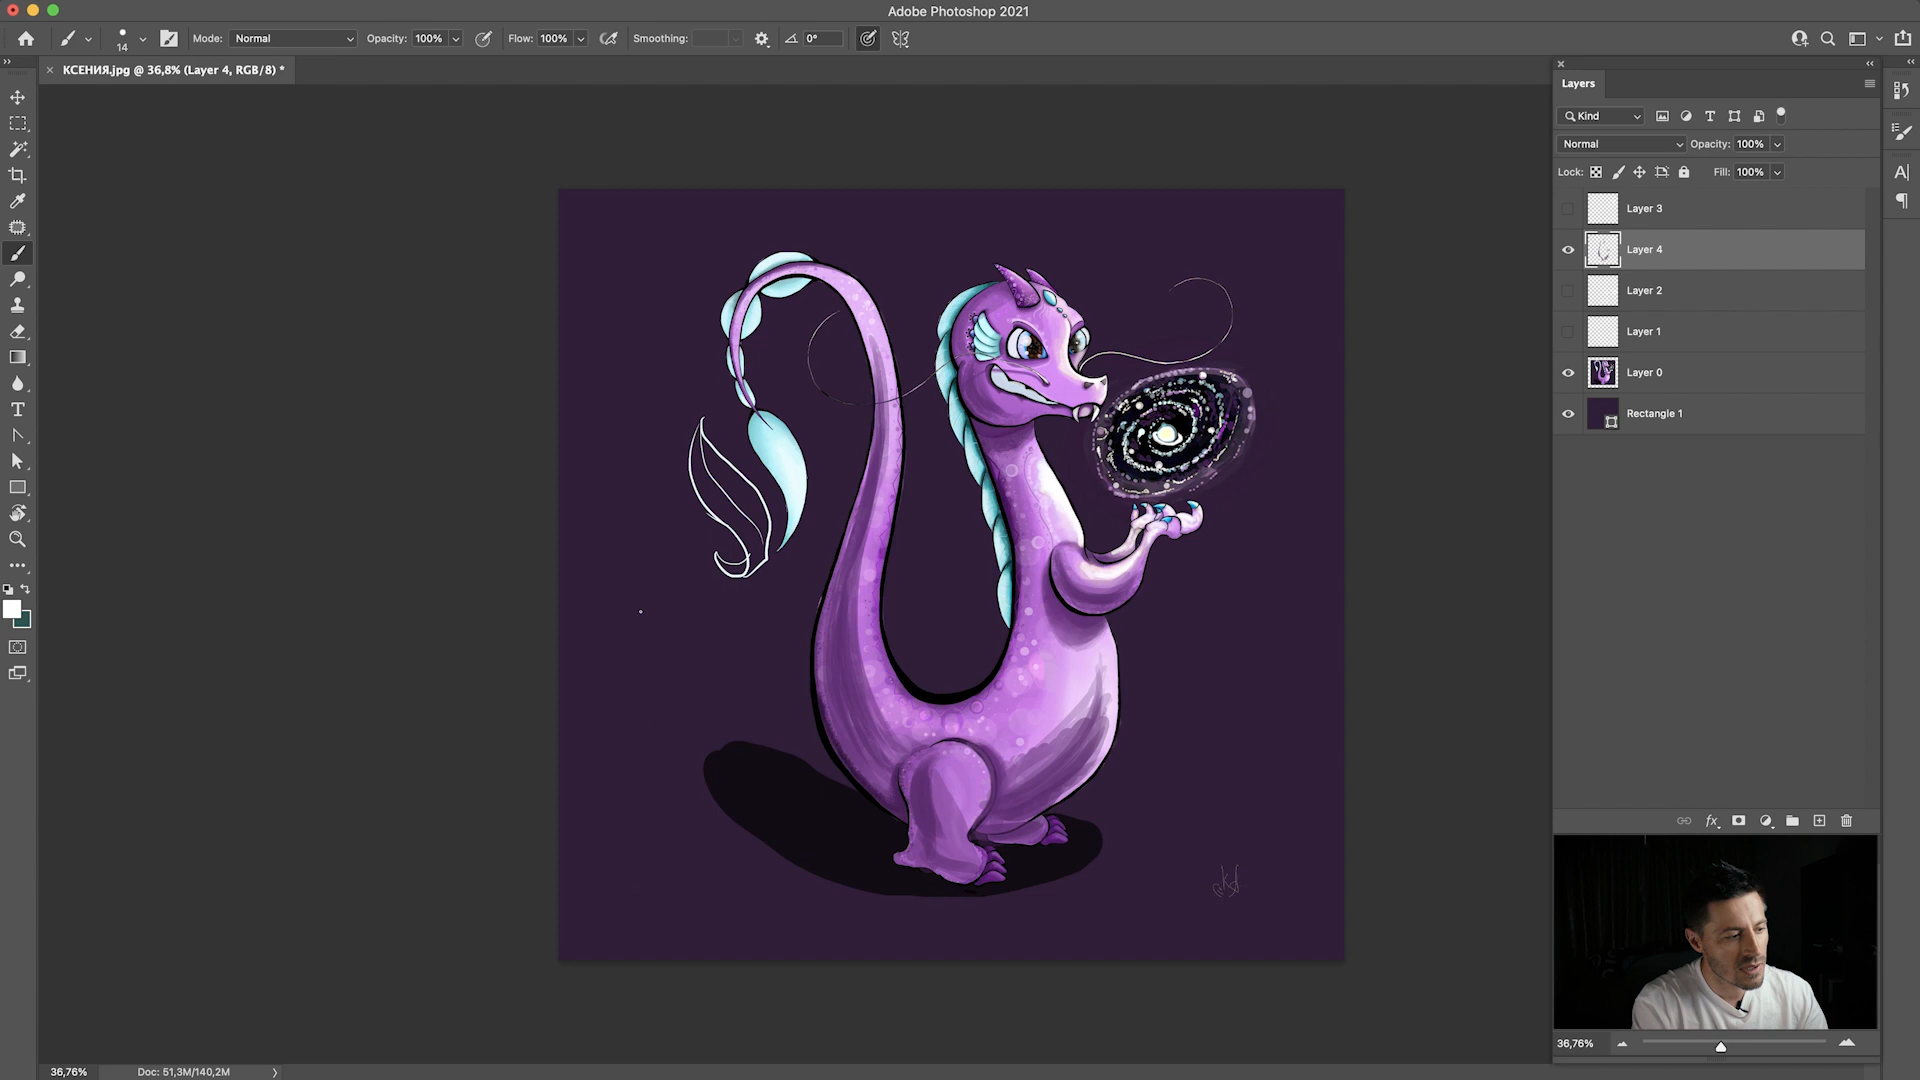 Adobe Photoshop 2021
14
Mode: Normal
Opacity: 100%
Flow: 100%
Smoothing:
0°
КСЕНИЯ.jpg @ 36,8% (Layer 4, RGB/8) *
Layers
Kind
Normal
Opacity: 100%
Lock:
Fill: 100%
Layer 3
Layer 4
Layer 2
Layer 1
Layer 0
Rectangle 1
fx
36,76%
36,76%
Doc: 51,3M/140,2M